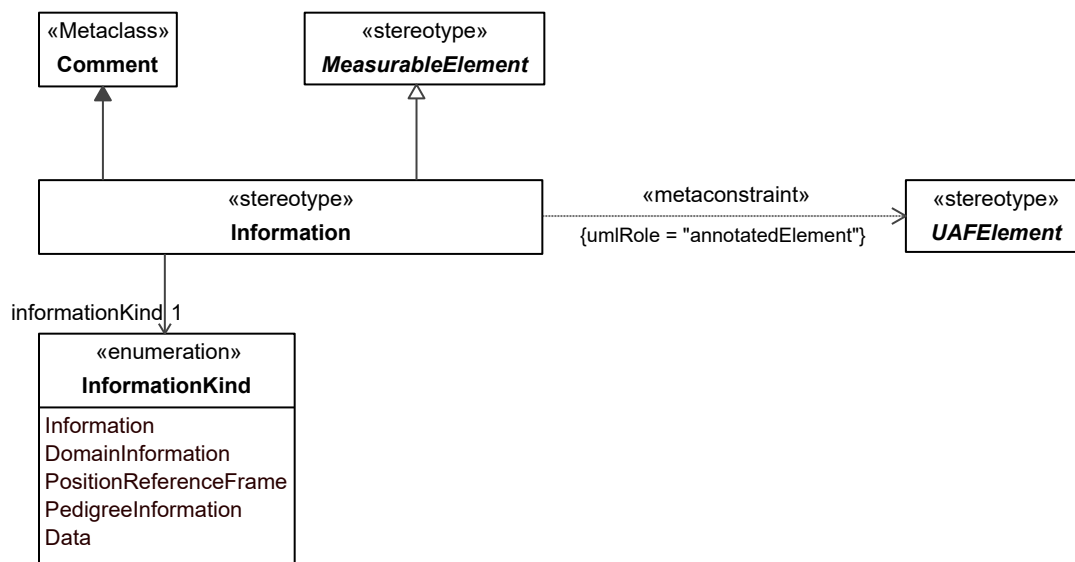 «Metaclass»
Comment
«stereotype»
MeasurableElement
«stereotype»
Information
«metaconstraint»
{umlRole = "annotatedElement"}
«stereotype»
UAFElement
informationKind 1
«enumeration»
InformationKind
Information
DomainInformation
PositionReferenceFrame
PedigreeInformation
Data